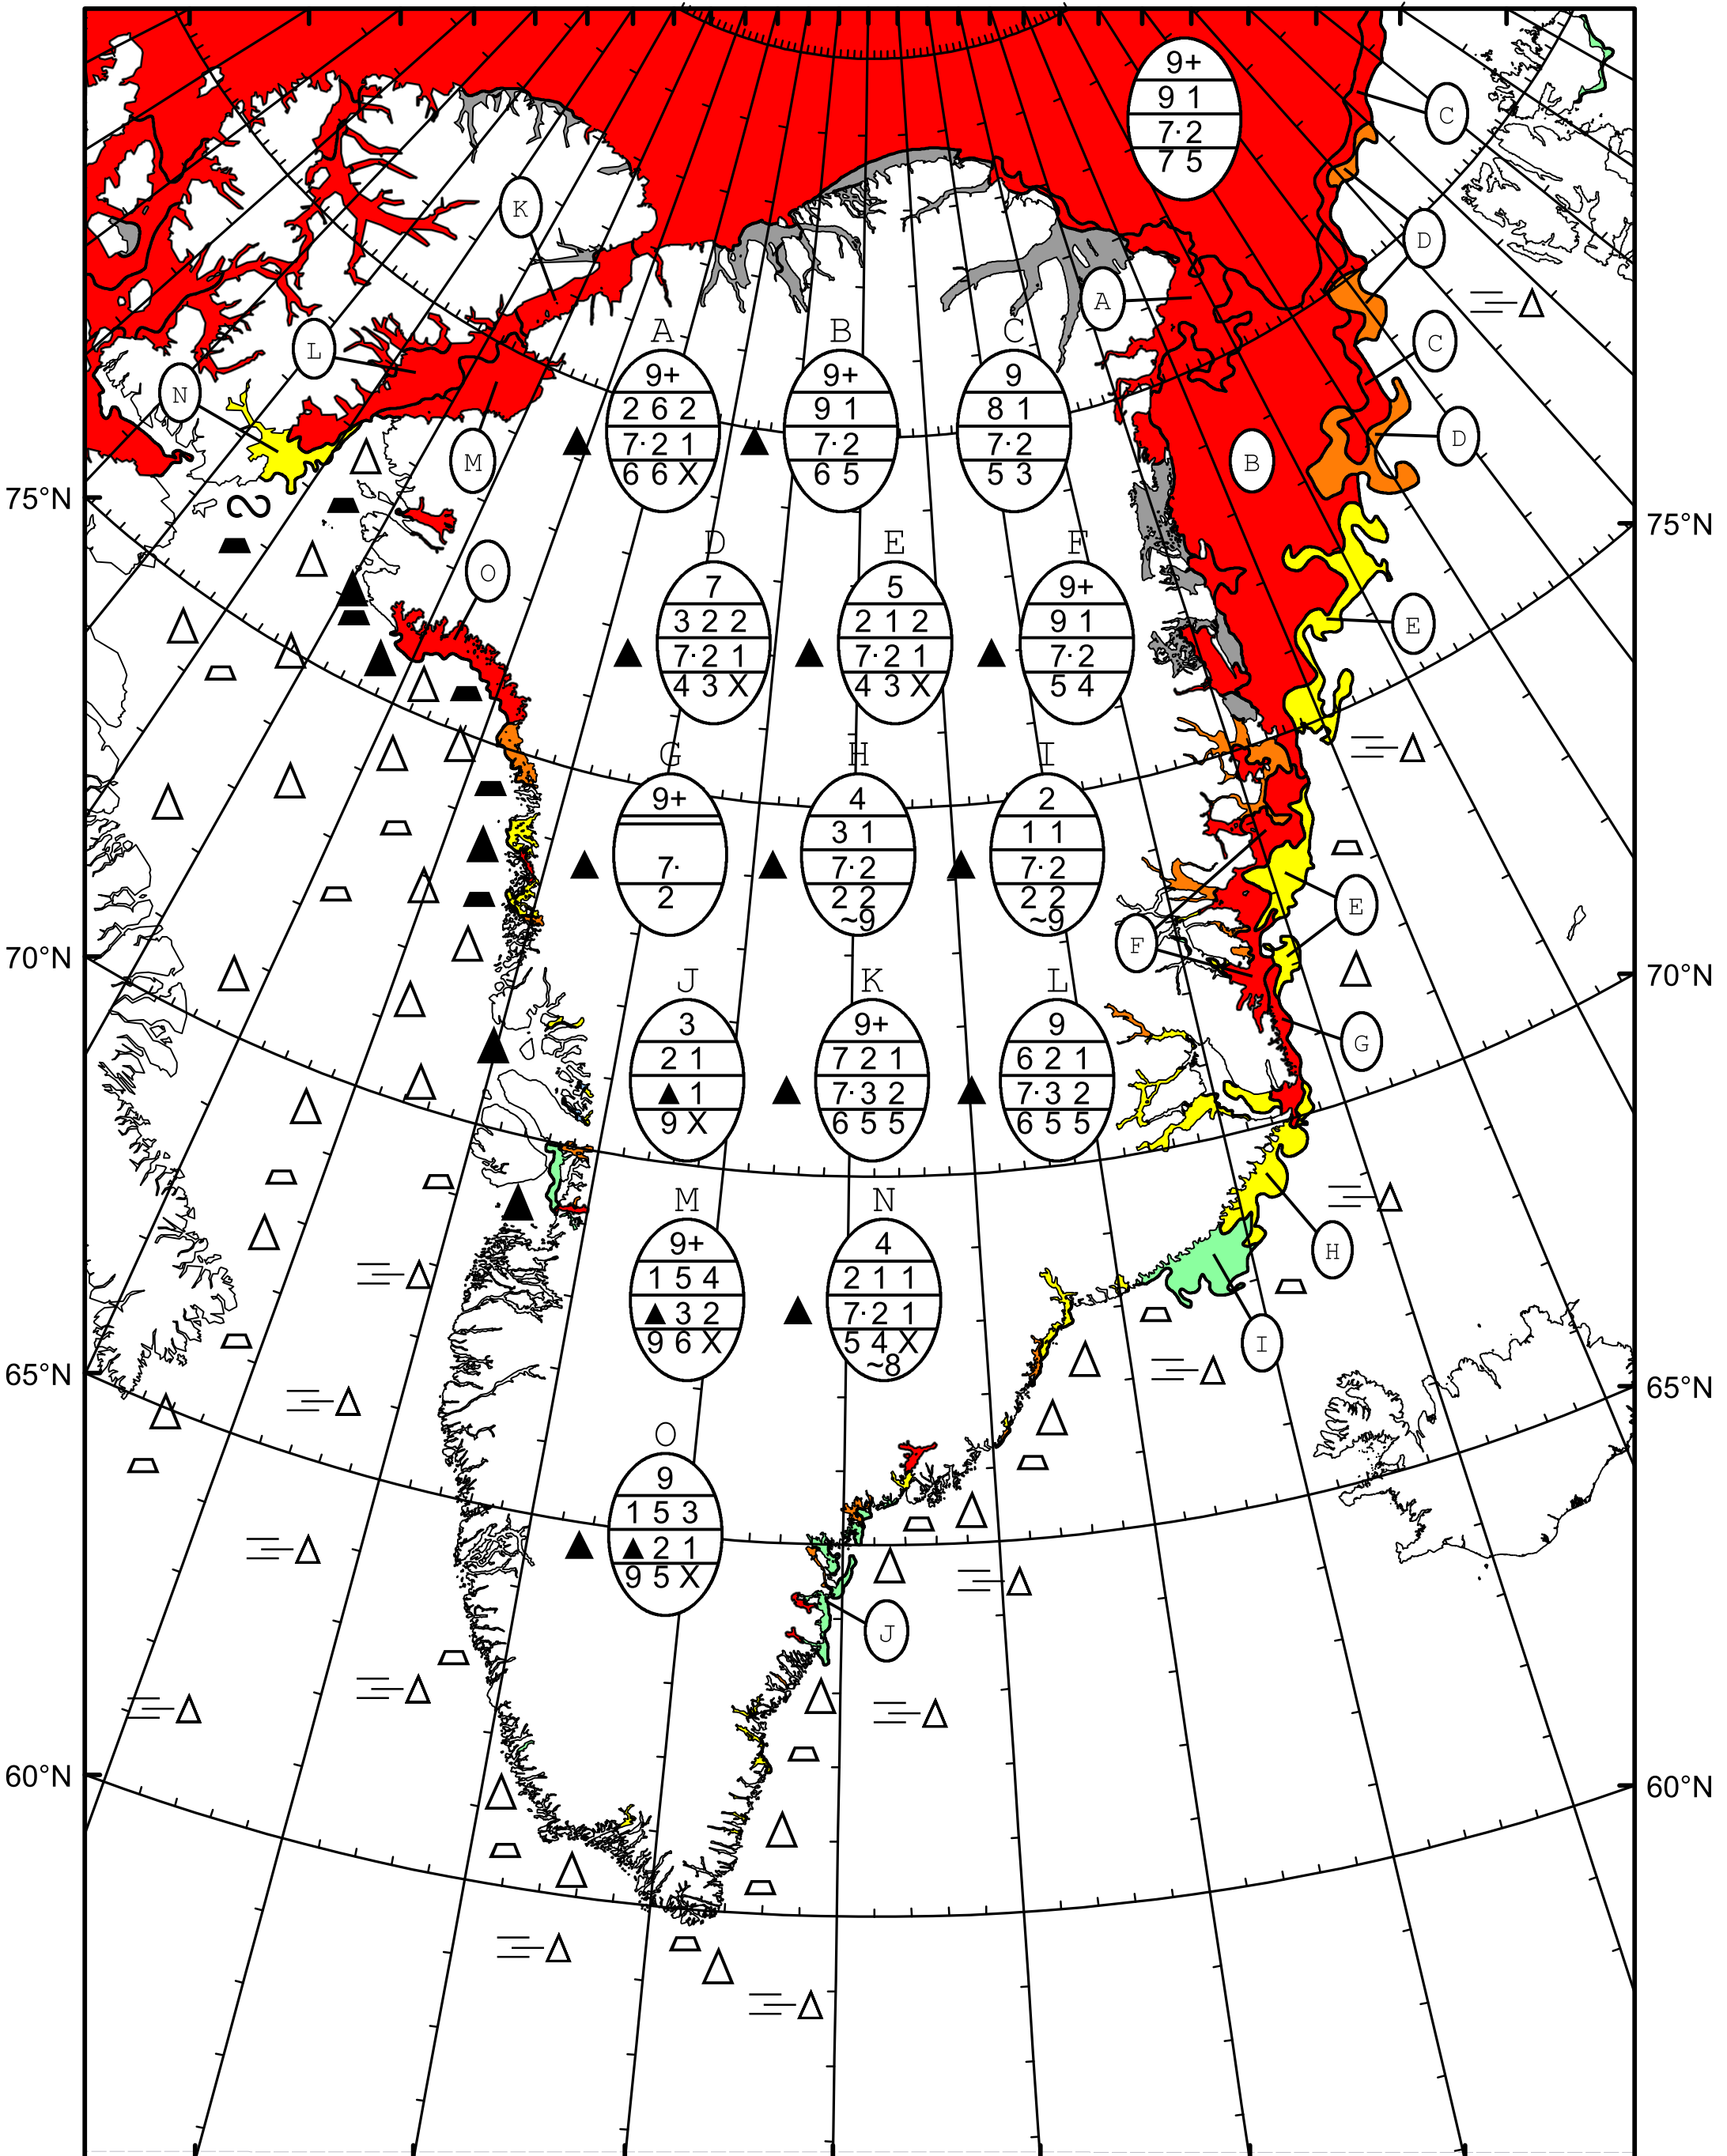 9+
9 1
7· 2
7 5
C
K
D
A
A B C
L
C
9+ 9+ 9
2 6 2 9 1 8 1
N
7· 2 1 7· 2 7· 2
D
M
B
6 6 X 6 5 5 3
75°N
75°N
D E F
O
7 5 9+
3 2 2 2 1 2 9 1
E
7· 2 1 7· 2 1 7· 2
4 3 X 4 3 X 5 4
G H I
9+ 4 2
3 1 1 1
7· 7· 2 7· 2
2 2 2 2 2
~9 ~9
E
F
70°N
70°N
J K L
3 9+ 9
G
2 1 7 2 1 6 2 1
▲ 1 7· 3 2 7· 3 2
9 X 6 5 5 6 5 5
M N
9+ 4
H
1 5 4 2 1 1
▲ 3 2 7· 2 1
9 6 X 5 4 X
~8
I
65°N
65°N
O
9
1 5 3
▲ 2 1
9 5 X
J
60°N
60°N